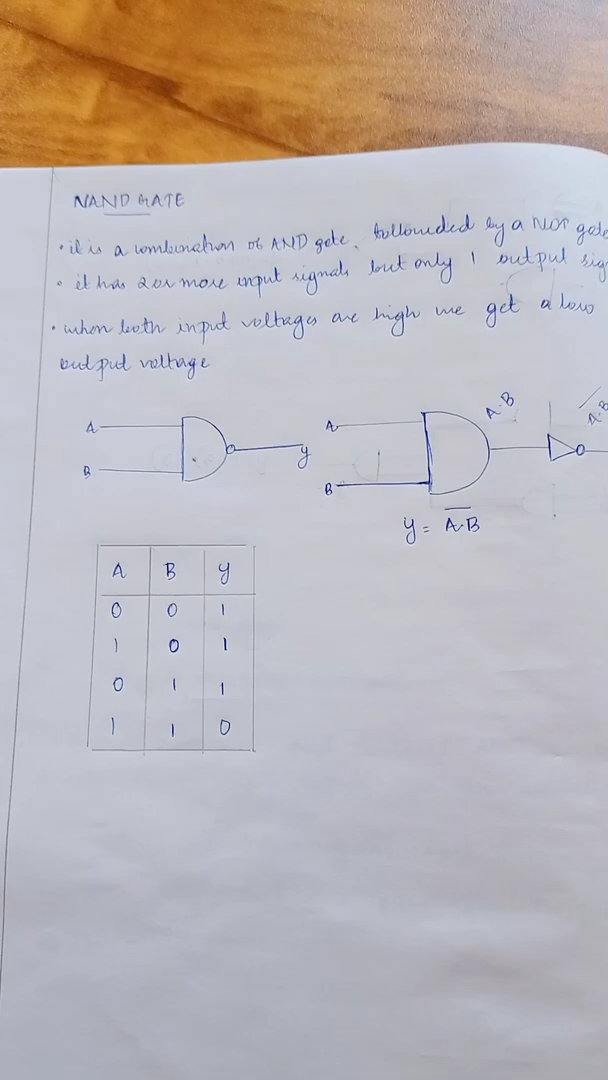 NAND GATE
• it is a combination of AND gate, followeded by a NOT gate
• it has 2 or more input signals but only 1 output sig
• when both input voltages are high we get a low
output voltage
A
B
y
A
B
A·B
A·B
y = \overline{A·B}
A B y
0 0 1
1 0 1
0 1 1
1 1 0